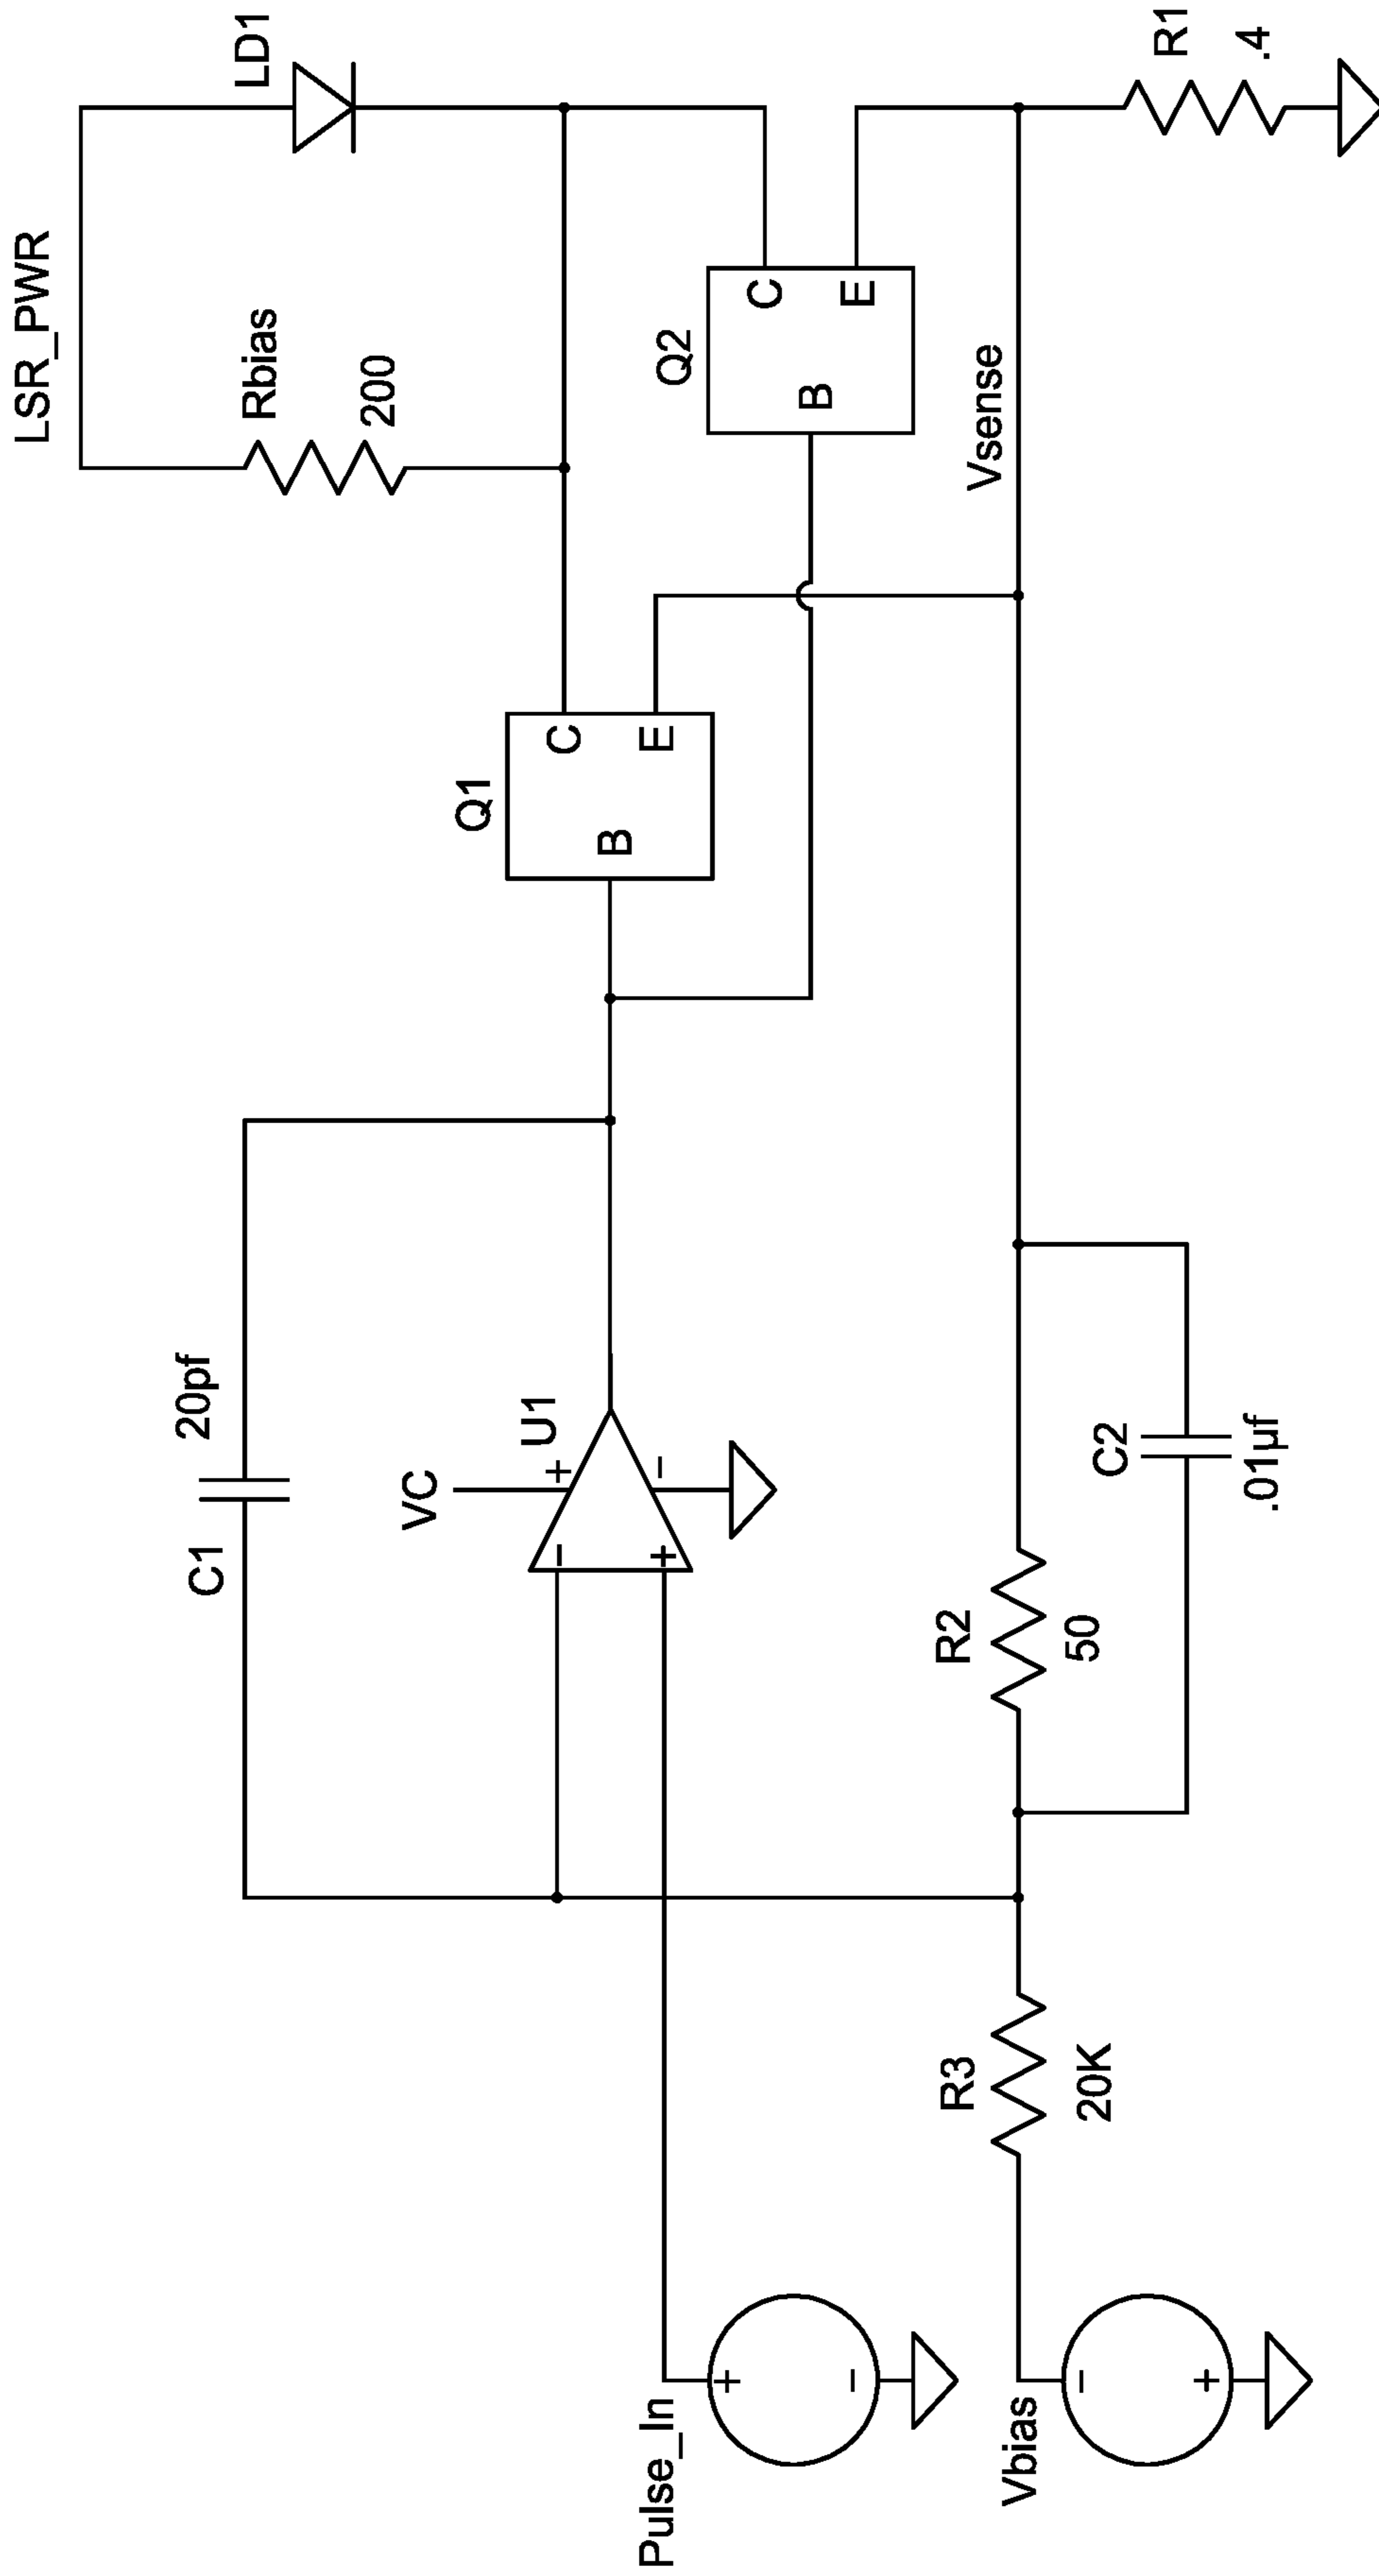 LSR_PWR
LD1
Rbias
200
C1
20pf
VC
U1
+
−
−
+
Q1
B
C
E
Q2
B
C
E
Vsense
R1
.4
R2
50
C2
.01µf
R3
20K
Pulse_In
+
−
Vbias
−
+